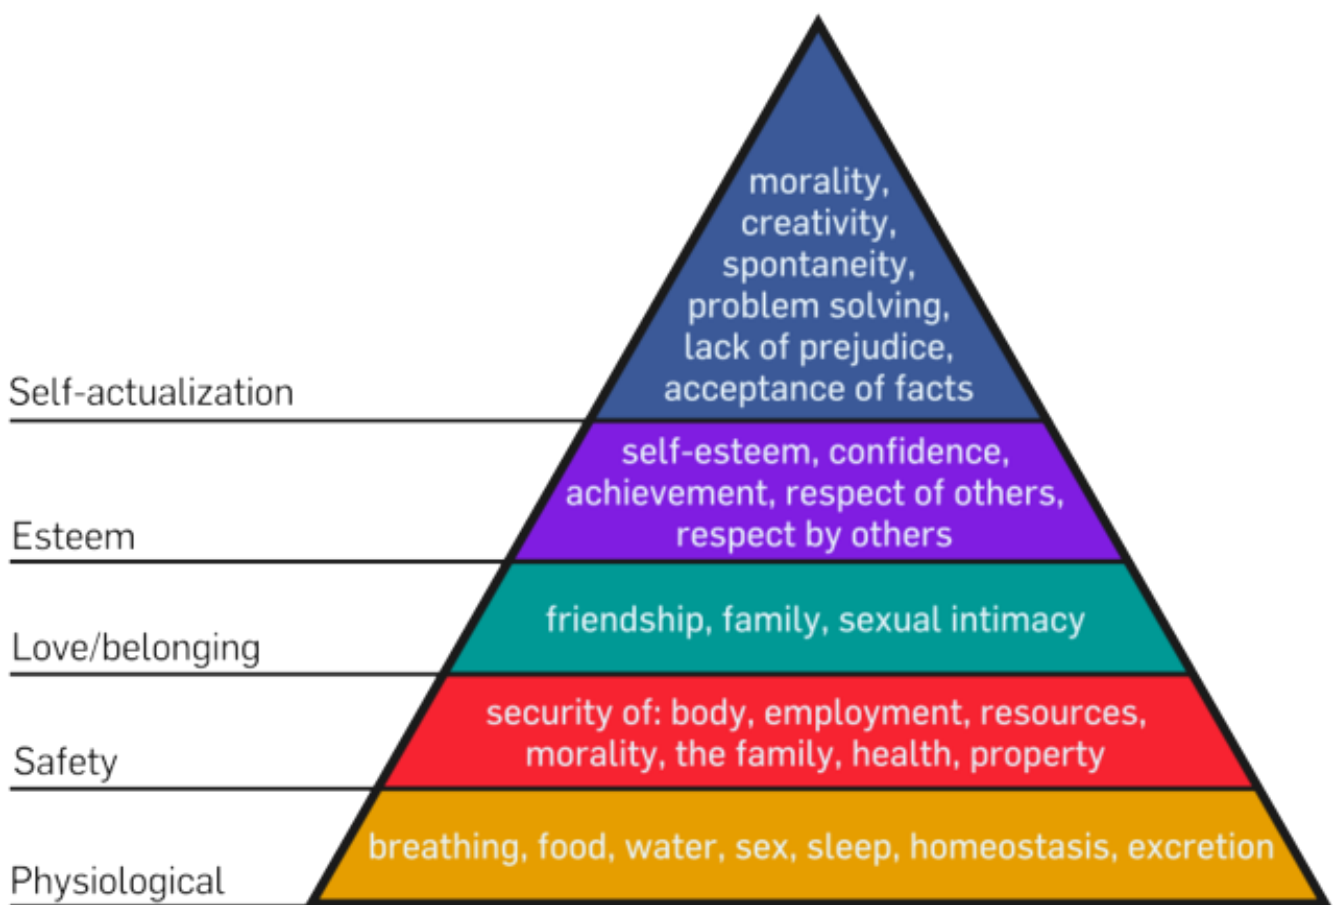 morality,
creativity,
spontaneity,
problem solving,
lack of prejudice,
acceptance of facts
Self-actualization
self-esteem, confidence,
achievement, respect of others,
respect by others
Esteem
friendship, family, sexual intimacy
Love/belonging
security of: body, employment, resources,
morality, the family, health, property
Safety
breathing, food, water, sex, sleep, homeostasis, excretion
Physiological